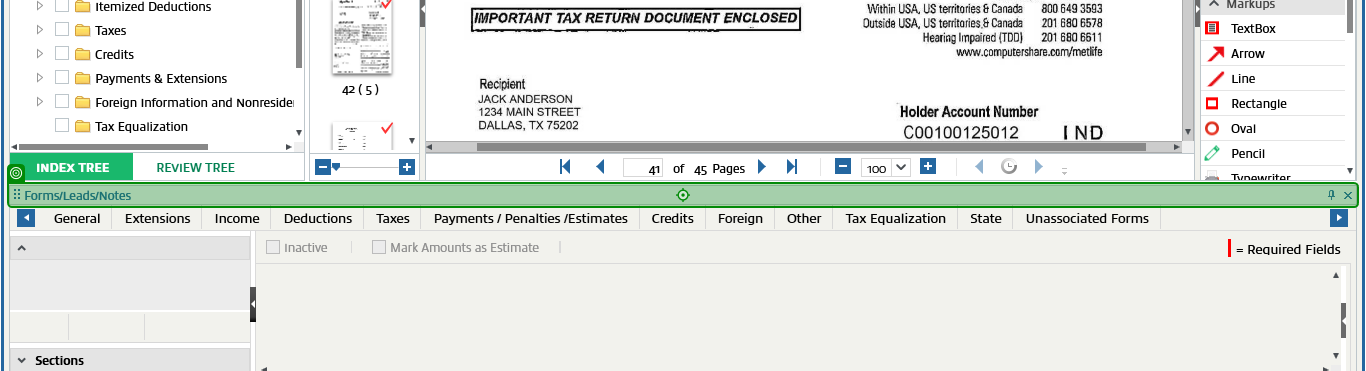 Itemized Deductions
Taxes
Credits
Payments & Extensions
Foreign Information and Nonreside
Tax Equalization
INDEX TREE
REVIEW TREE
42 ( 5 )
IMPORTANT TAX RETURN DOCUMENT ENCLOSED
Within USA, US territories & Canada 800 649 3593
Outside USA, US territories & Canada 201 680 6578
Hearing Impaired (TDD) 201 680 6611
www.computershare.com/metlife
Recipient
JACK ANDERSON
1234 MAIN STREET
DALLAS, TX 75202
Holder Account Number
C00100125012 I ND
41 of 45 Pages
100
Markups
TextBox
Arrow
Line
Rectangle
Oval
Pencil
Typewriter
Forms/Leads/Notes
General Extensions Income Deductions Taxes Payments / Penalties /Estimates Credits Foreign Other Tax Equalization State Unassociated Forms
Inactive Mark Amounts as Estimate = Required Fields
Sections